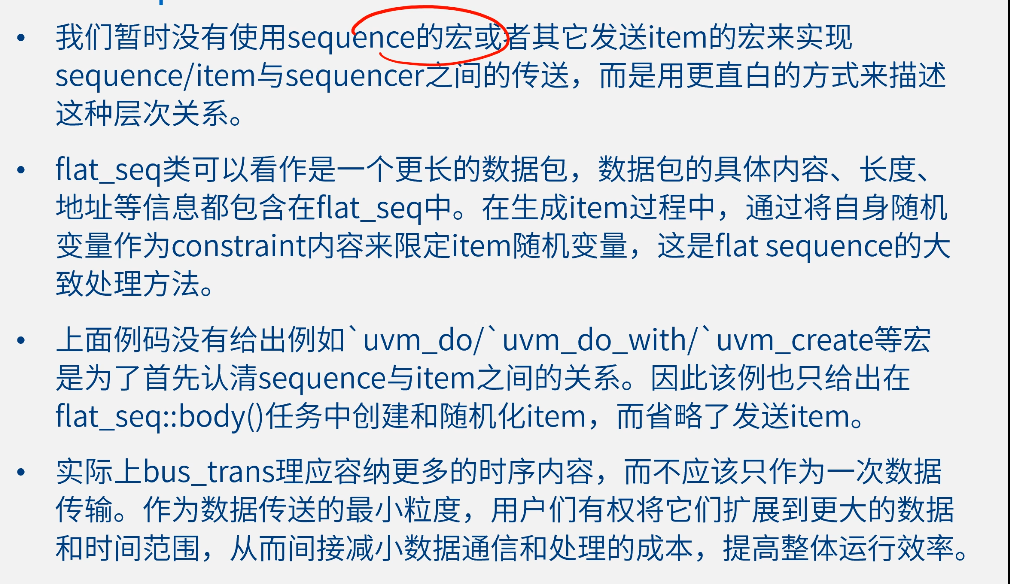 • 我们暂时没有使用sequence的宏或者其它发送item的宏来实现
sequence/item与sequencer之间的传送，而是用更直白的方式来描述
这种层次关系。
• flat_seq类可以看作是一个更长的数据包，数据包的具体内容、长度、
地址等信息都包含在flat_seq中。在生成item过程中，通过将自身随机
变量作为constraint内容来限定item随机变量，这是flat sequence的大
致处理方法。
• 上面例码没有给出例如`uvm_do/`uvm_do_with/`uvm_create等宏
是为了首先认清sequence与item之间的关系。因此该例也只给出在
flat_seq::body()任务中创建和随机化item，而省略了发送item。
• 实际上bus_trans理应容纳更多的时序内容，而不应该只作为一次数据
传输。作为数据传送的最小粒度，用户们有权将它们扩展到更大的数据
和时间范围，从而间接减小数据通信和处理的成本，提高整体运行效率。